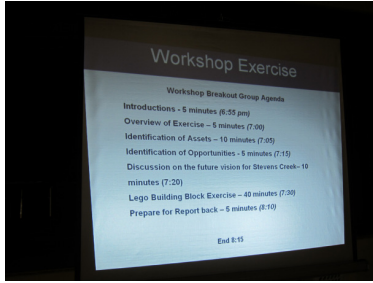 Workshop Exercise
Workshop Breakout Group Agenda
Introductions - 5 minutes (6:55 pm)
Overview of Exercise – 5 minutes (7:00)
Identification of Assets – 10 minutes (7:05)
Identification of Opportunities - 5 minutes (7:15)
Discussion on the future vision for Stevens Creek– 10
minutes (7:20)
Lego Building Block Exercise – 40 minutes (7:30)
Prepare for Report back – 5 minutes (8:10)
End 8:15